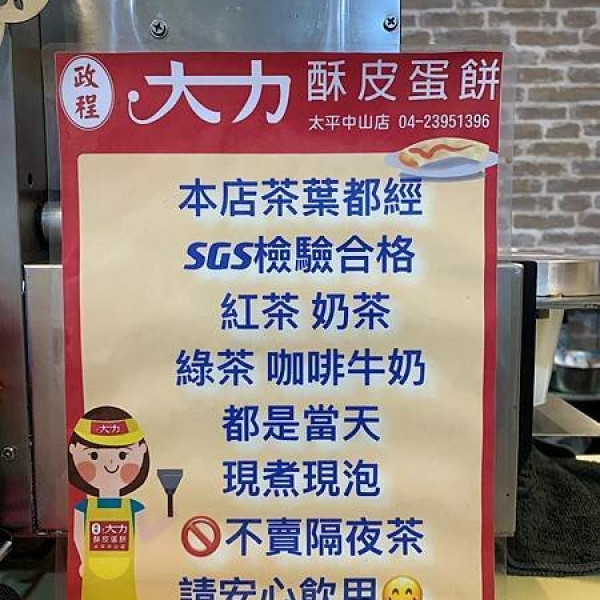 政程
大力 酥皮蛋餅
太平中山店 04-23951396
本店茶葉都經
SGS檢驗合格
紅茶 奶茶
綠茶 咖啡牛奶
都是當天
現煮現泡
不賣隔夜茶
請安心飲用
大力
大力
酥皮蛋餅